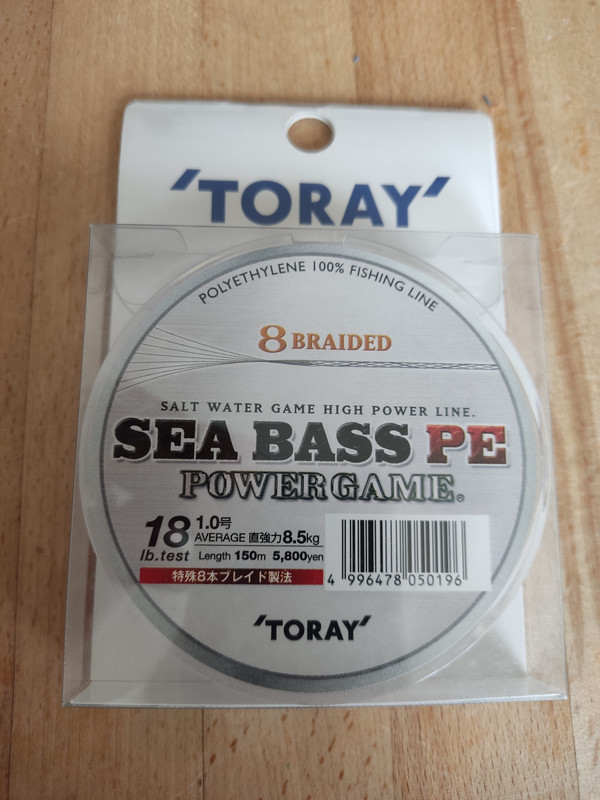 'TORAY'
POLYETHYLENE 100% FISHING LINE
8 BRAIDED
SALT WATER GAME HIGH POWER LINE.
SEA BASS PE
POWER GAME®
18 lb.test
1.0号
AVERAGE 直強力 8.5kg
Length 150m 5,800yen
特殊8本ブレイド製法
4 996478 050196
'TORAY'